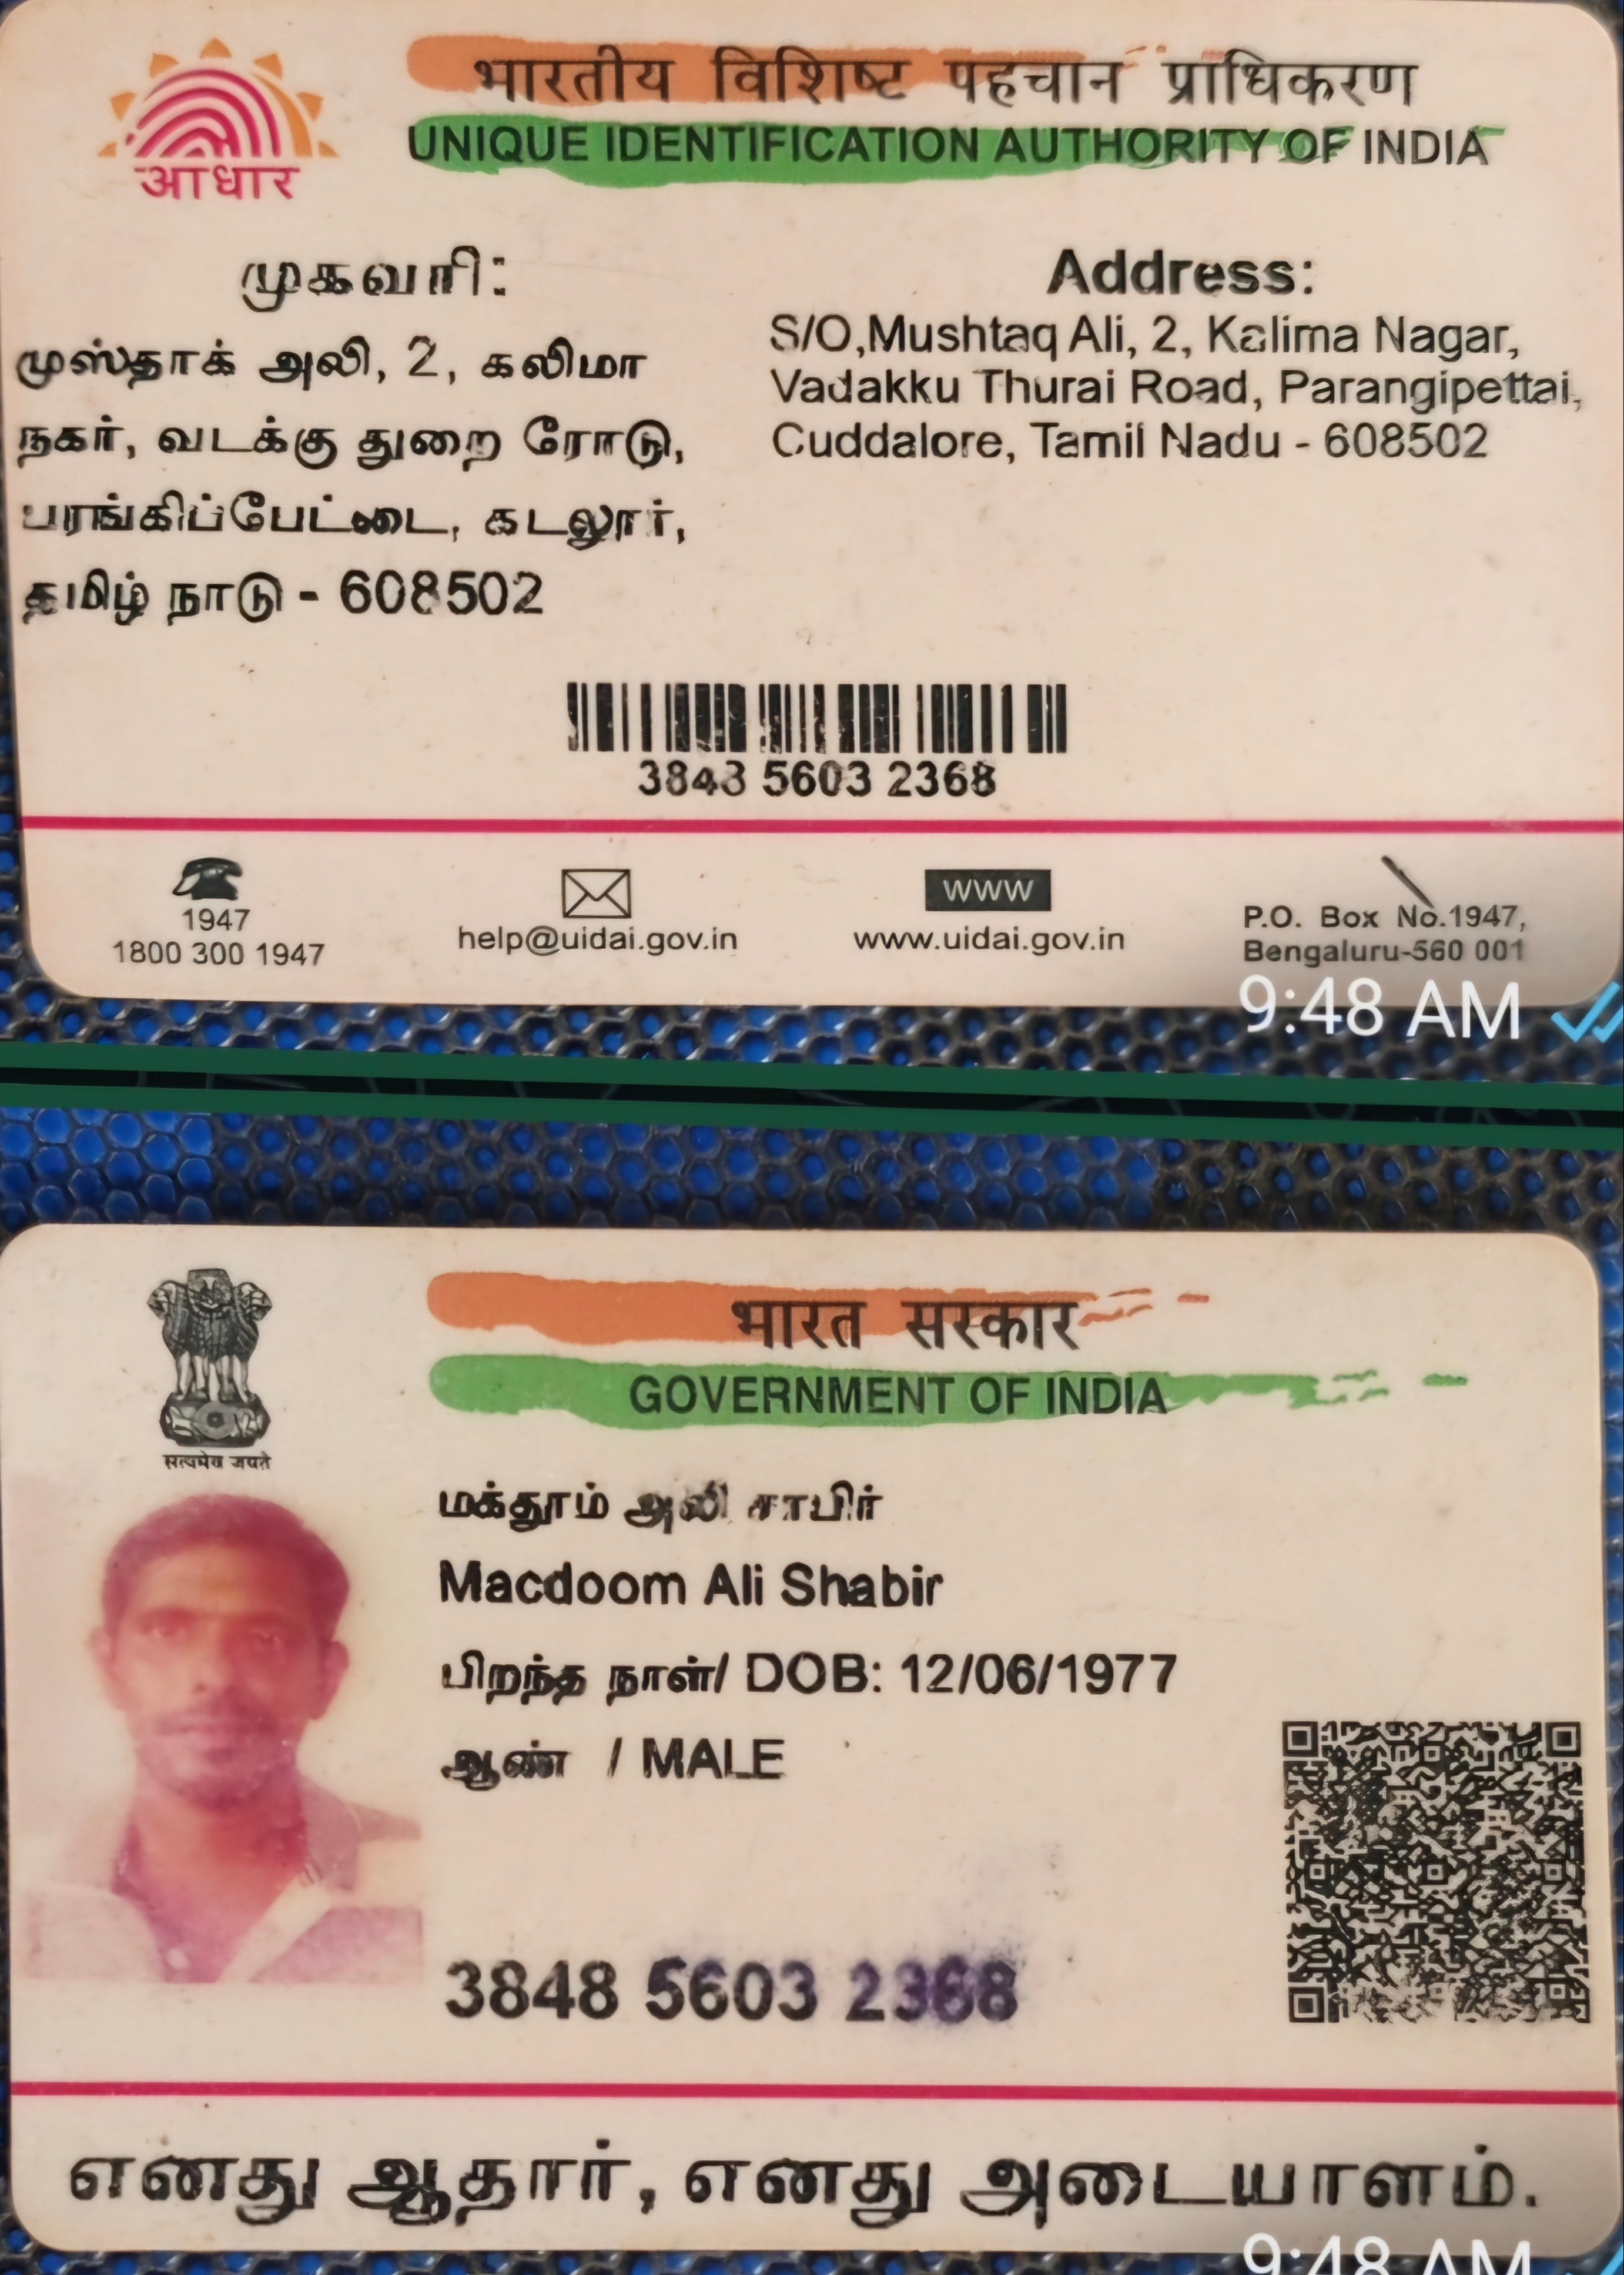 भारतीय विशिष्ट पहचान प्राधिकरण
UNIQUE IDENTIFICATION AUTHORITY OF INDIA
आधार
முகவரி:
முஸ்தாக் அலி, 2, கலிமா
நகர், வடக்கு துறை ரோடு,
பரங்கிப்பேட்டை, கடலூர்,
தமிழ் நாடு - 608502
Address:
S/O,Mushtaq Ali, 2, Kalima Nagar,
Vadakku Thurai Road, Parangipettai,
Cuddalore, Tamil Nadu - 608502
3848 5603 2368
1947
1800 300 1947
help@uidai.gov.in
www
www.uidai.gov.in
P.O. Box No.1947,
Bengaluru-560 001
9:48 AM
भारत सरकार
GOVERNMENT OF INDIA
सत्यमेव जयते
மக்தூம் அலி சாபிர்
Macdoom Ali Shabir
பிறந்த நாள்/ DOB: 12/06/1977
ஆண் / MALE
3848 5603 2368
எனது ஆதார், எனது அடையாளம்.
9:48 AM